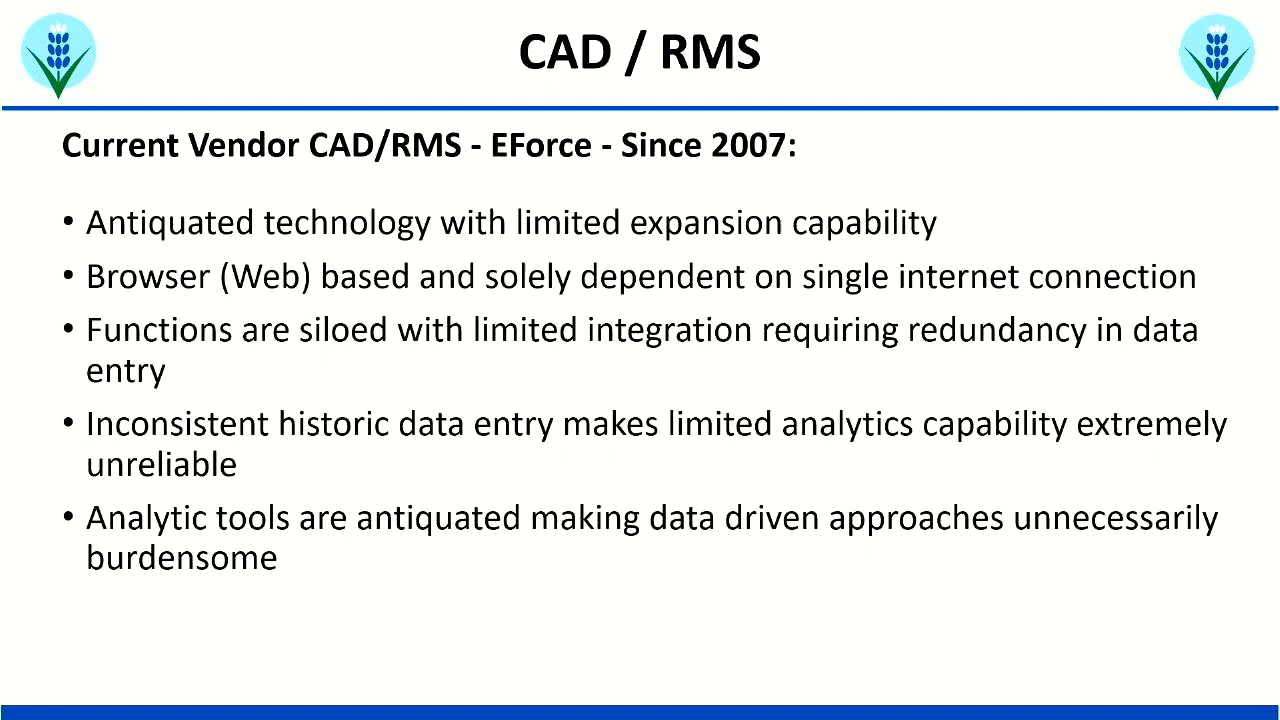 CAD / RMS
Current Vendor CAD/RMS - EForce - Since 2007:
• Antiquated technology with limited expansion capability
• Browser (Web) based and solely dependent on single internet connection
• Functions are siloed with limited integration requiring redundancy in data
entry
• Inconsistent historic data entry makes limited analytics capability extremely
unreliable
• Analytic tools are antiquated making data driven approaches unnecessarily
burdensome